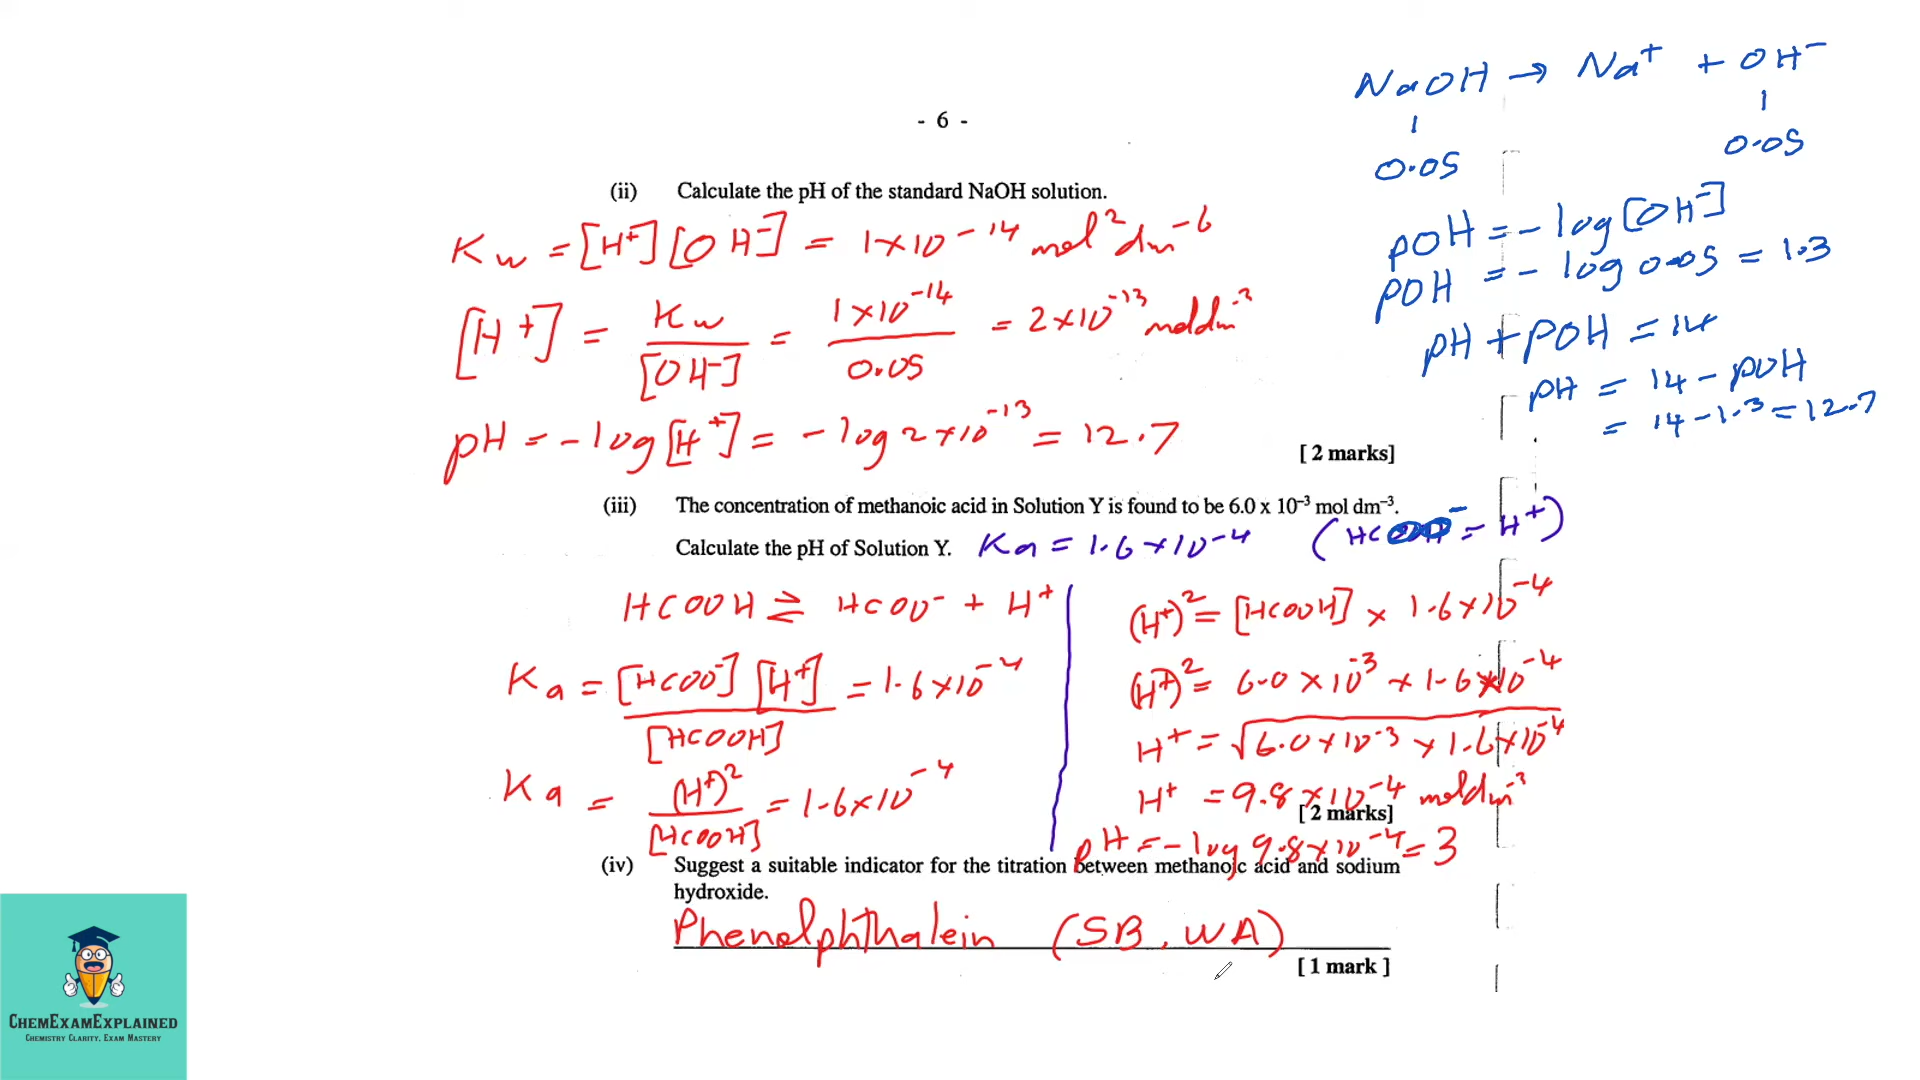 - 6 -
NaOH → Na⁺ + OH⁻
0.05 0.05
(ii) Calculate the pH of the standard NaOH solution.
Kw = [H⁺][OH⁻] = 1×10⁻¹⁴ mol² dm⁻⁶
pOH = - log[OH⁻]
pOH = - log 0.05 = 1.3
[H⁺] = Kw / [OH⁻] = 1×10⁻¹⁴ / 0.05 = 2×10⁻¹³ moldm⁻³
pH + pOH = 14
pH = 14 - pOH
= 14 - 1.3 = 12.7
pH = -log[H⁺] = -log 2×10⁻¹³ = 12.7
[ 2 marks]
(iii) The concentration of methanoic acid in Solution Y is found to be 6.0 x 10⁻³ mol dm⁻³.
Calculate the pH of Solution Y. Ka = 1.6×10⁻⁴ (HCOO⁻ = H⁺)
HCOOH ⇌ HCOO⁻ + H⁺
Ka = [HCOO⁻][H⁺] / [HCOOH] = 1.6×10⁻⁴
Ka = (H⁺)² / [HCOOH] = 1.6×10⁻⁴
(H⁺)² = [HCOOH] × 1.6×10⁻⁴
(H⁺)² = 6.0×10⁻³ × 1.6×10⁻⁴
H⁺ = √6.0×10⁻³ × 1.6×10⁻⁴
H⁺ = 9.8×10⁻⁴ moldm⁻³
[ 2 marks]
pH = -log 9.8×10⁻⁴ = 3
(iv) Suggest a suitable indicator for the titration between methanoic acid and sodium
hydroxide.
Phenolphthalein (SB, WA)
[ 1 mark ]
CHEMEXAMEXPLAINED
CHEMISTRY CLARITY, EXAM MASTERY